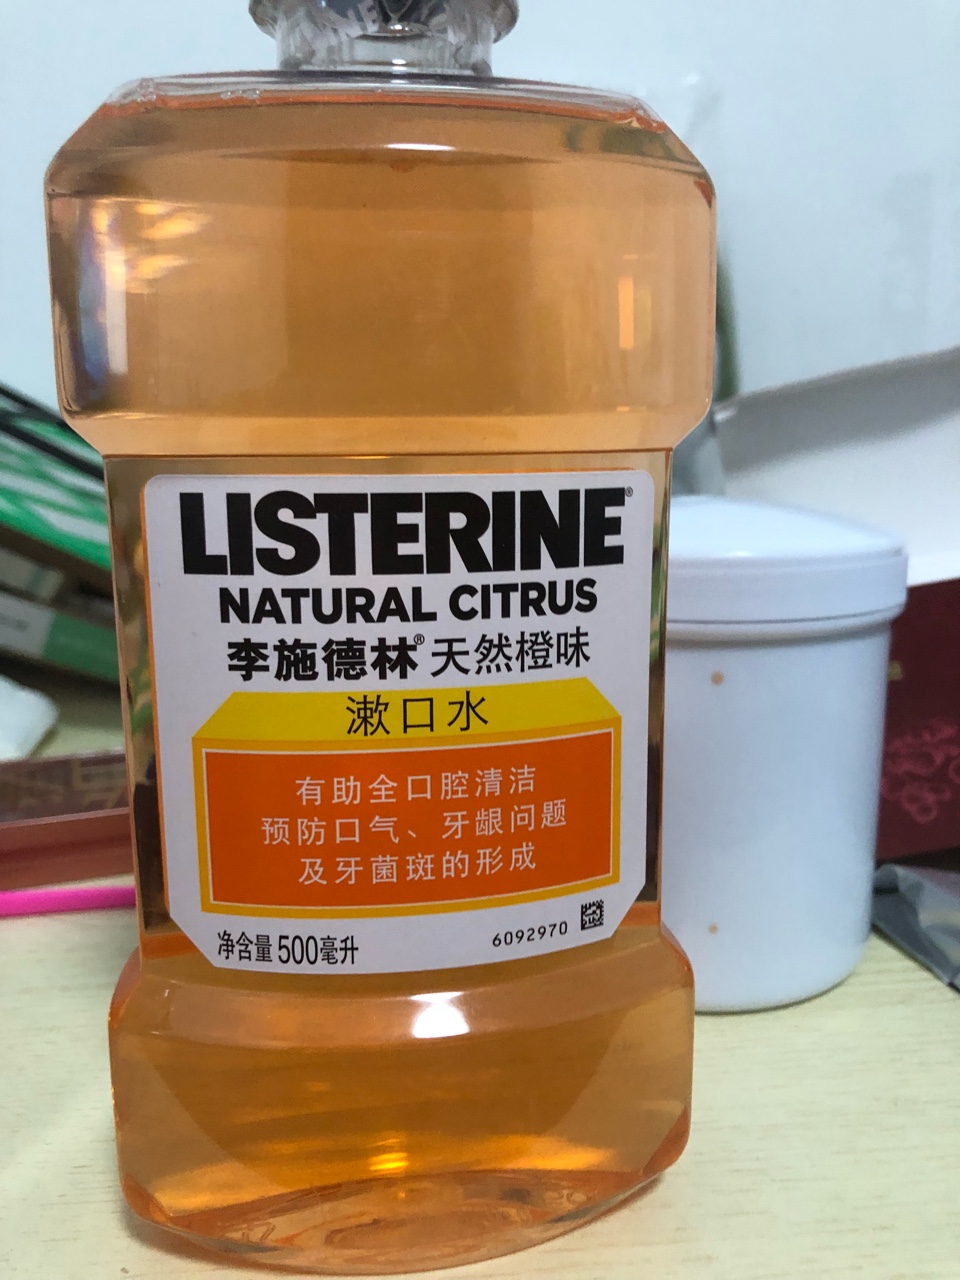 LISTERINE®
NATURAL CITRUS
李施德林® 天然橙味
漱口水
有助全口腔清洁
预防口气、牙龈问题
及牙菌斑的形成
净含量 500毫升
6092970